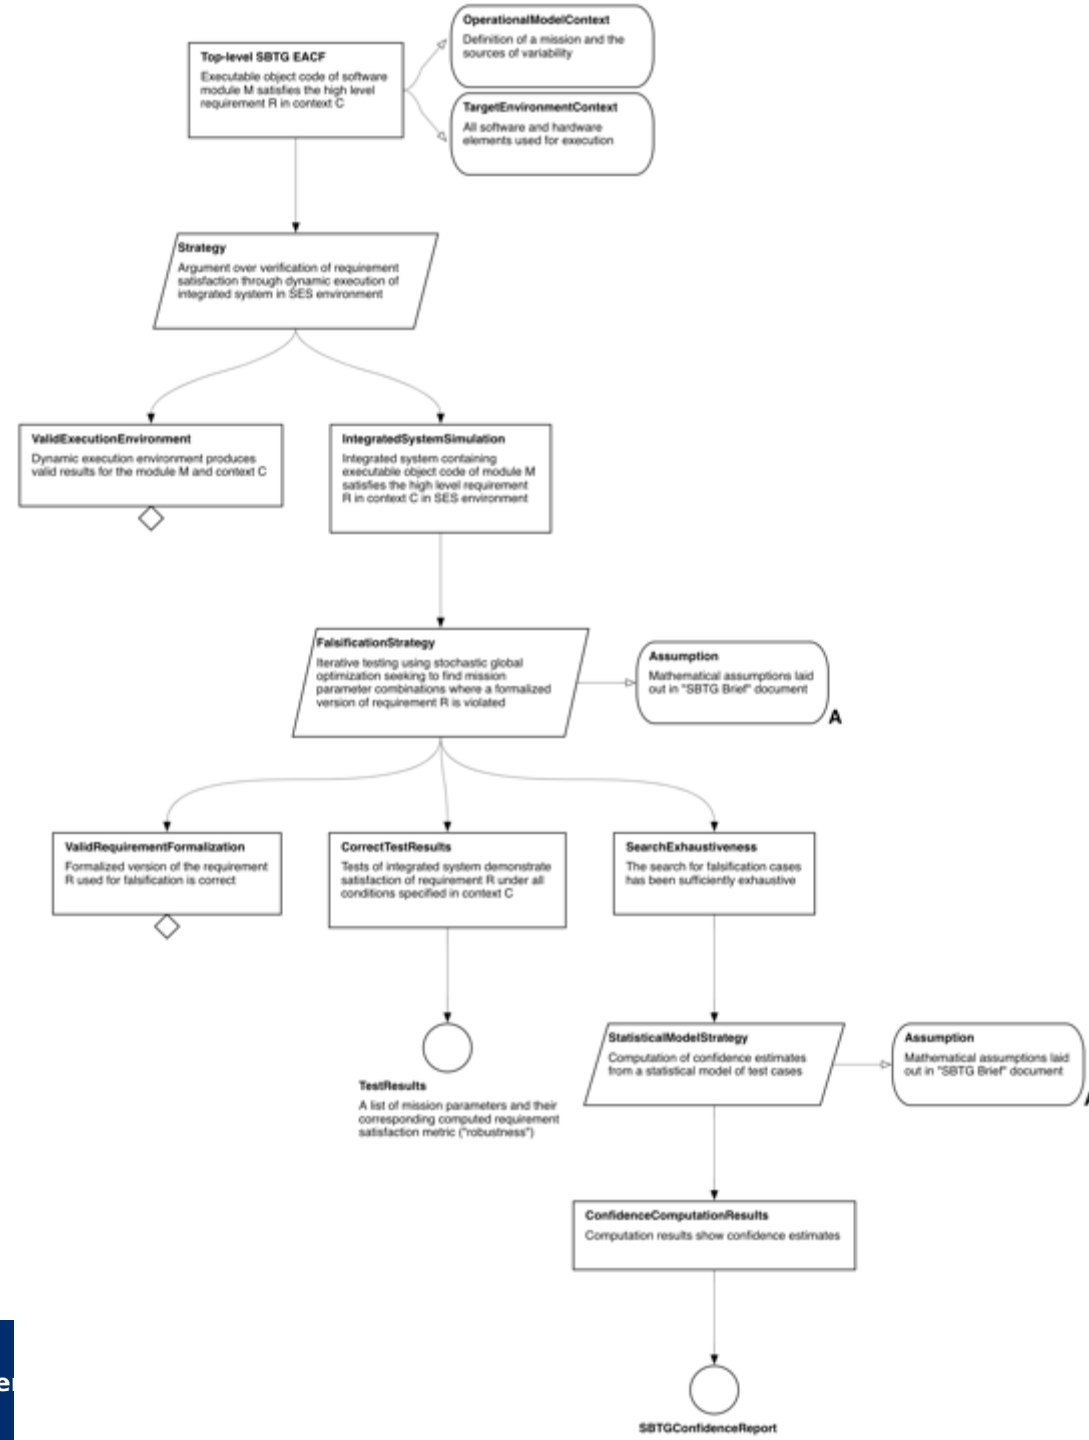 Top-level SBTG EACF
Executable object code of software
module M satisfies the high level
requirement R in context C
OperationalModelContext
Definition of a mission and the
sources of variability
TargetEnvironmentContext
All software and hardware
elements used for execution
Strategy
Argument over verification of requirement
satisfaction through dynamic execution of
integrated system in SES environment
ValidExecutionEnvironment
Dynamic execution environment produces
valid results for the module M and context C
IntegratedSystemSimulation
Integrated system containing
executable object code of module M
satisfies the high level requirement
R in context C in SES environment
FalsificationStrategy
Iterative testing using stochastic global
optimization seeking to find mission
parameter combinations where a formalized
version of requirement R is violated
Assumption
Mathematical assumptions laid
out in "SBTG Brief" document
A
ValidRequirementFormalization
Formalized version of the requirement
R used for falsification is correct
CorrectTestResults
Tests of integrated system demonstrate
satisfaction of requirement R under all
conditions specified in context C
SearchExhaustiveness
The search for falsification cases
has been sufficiently exhaustive
TestResults
A list of mission parameters and their
corresponding computed requirement
satisfaction metric ("robustness")
StatisticalModelStrategy
Computation of confidence estimates
from a statistical model of test cases
Assumption
Mathematical assumptions laid
out in "SBTG Brief" document
ConfidenceComputationResults
Computation results show confidence estimates
SBTGConfidenceReport